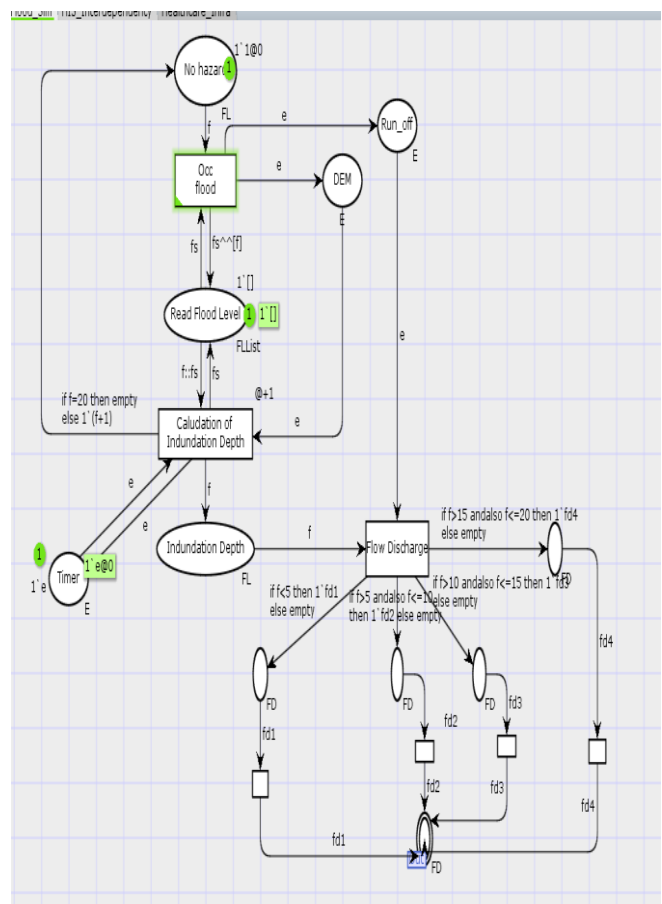 No hazard
1`1@0
1
FL
f
e
Run_off
E
Occ
flood
e
DEM
E
fs
fs^^[f]
1`[]
Read Flood Level
1
1`[]
FLList
f::fs
fs
e
@+1
if f=20 then empty
else 1`(f+1)
Caludation of
Indundation Depth
e
e
e
f
1
1`e
Timer
1`e@0
E
Indundation Depth
FL
f
Flow Discharge
if f>15 andalso f<=20 then 1`fd4
else empty
FD
if f<5 then 1`fd1
else empty
if f>5 andalso f<=10
then 1`fd2 else empty
if f>10 andalso f<=15 then 1`fd3
else empty
FD
FD
FD
fd1
fd2
fd3
fd4
fd2
fd3
fd4
fd1
FD